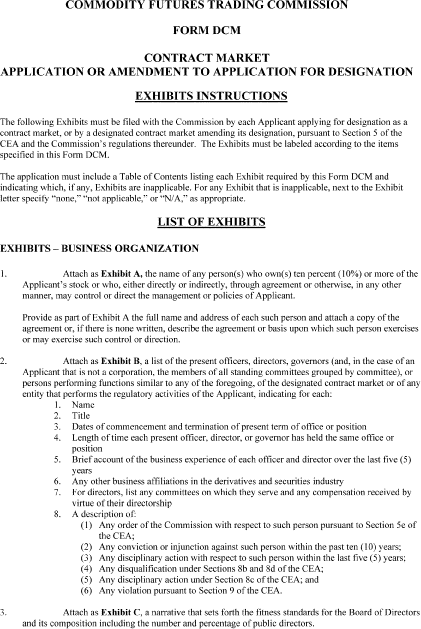 COMMODITY FUTURES TRADING COMMISSION
FORM DCM
CONTRACT MARKET
APPLICATION OR AMENDMENT TO APPLICATION FOR DESIGNATION
EXHIBITS INSTRUCTIONS
The following Exhibits must be filed with the Commission by each Applicant applying for designation as a
contract market, or by a designated contract market amending its designation, pursuant to Section 5 of the
CEA and the Commission's regulations thereunder. The Exhibits must be labeled according to the items
specified in this Form DCM.
The application must include a Table of Contents listing each Exhibit required by this Form DCM and
indicating which, if any, Exhibits are inapplicable. For any Exhibit that is inapplicable, next to the Exhibit
letter specify "none," "not applicable," or "N/A," as appropriate.
LIST OF EXHIBITS
EXHIBITS – BUSINESS ORGANIZATION
1. Attach as Exhibit A, the name of any person(s) who own(s) ten percent (10%) or more of the
Applicant's stock or who, either directly or indirectly, through agreement or otherwise, in any other
manner, may control or direct the management or policies of Applicant.
Provide as part of Exhibit A the full name and address of each such person and attach a copy of the
agreement or, if there is none written, describe the agreement or basis upon which such person exercises
or may exercise such control or direction.
2. Attach as Exhibit B, a list of the present officers, directors, governors (and, in the case of an
Applicant that is not a corporation, the members of all standing committees grouped by committee), or
persons performing functions similar to any of the foregoing, of the designated contract market or of any
entity that performs the regulatory activities of the Applicant, indicating for each:
1. Name
2. Title
3. Dates of commencement and termination of present term of office or position
4. Length of time each present officer, director, or governor has held the same office or
position
5. Brief account of the business experience of each officer and director over the last five (5)
years
6. Any other business affiliations in the derivatives and securities industry
7. For directors, list any committees on which they serve and any compensation received by
virtue of their directorship
8. A description of:
(1) Any order of the Commission with respect to such person pursuant to Section 5e of
the CEA;
(2) Any conviction or injunction against such person within the past ten (10) years;
(3) Any disciplinary action with respect to such person within the last five (5) years;
(4) Any disqualification under Sections 8b and 8d of the CEA;
(5) Any disciplinary action under Section 8c of the CEA; and
(6) Any violation pursuant to Section 9 of the CEA.
3. Attach as Exhibit C, a narrative that sets forth the fitness standards for the Board of Directors
and its composition including the number and percentage of public directors.